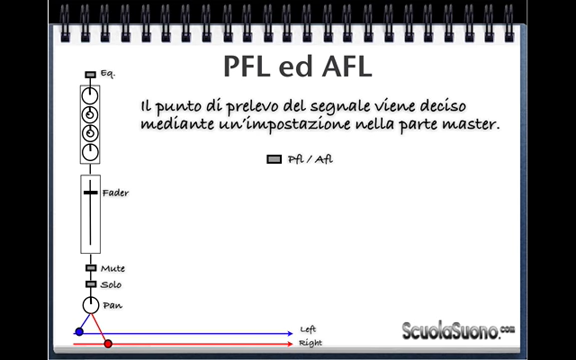 PFL ed AFL
Eq.
Il punto di prelevo del segnale viene deciso
mediante un'impostazione nella parte master.
Pfl / Afl
Fader
Mute
Solo
Pan
Left
Right
ScuolaSuono.com